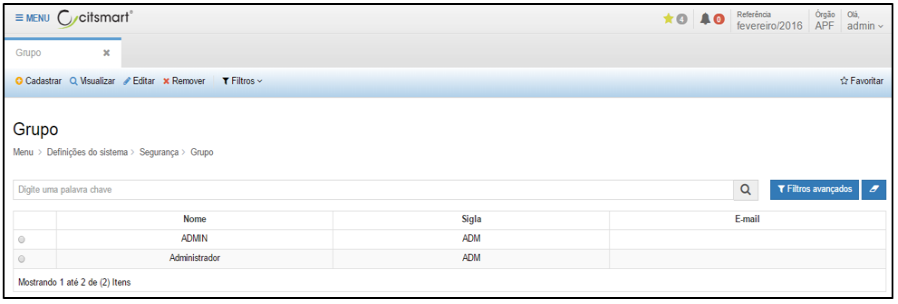 MENU citsmart® 4 0 Referência fevereiro/2016 Órgão APF Olá, admin
Grupo ×
Cadastrar Visualizar Editar × Remover Filtros Favoritar
Grupo
Menu > Definições do sistema > Segurança > Grupo
Digite uma palavra chave Filtros avançados
Nome Sigla E-mail
ADMIN ADM
Administrador ADM
Mostrando 1 até 2 de (2) Itens